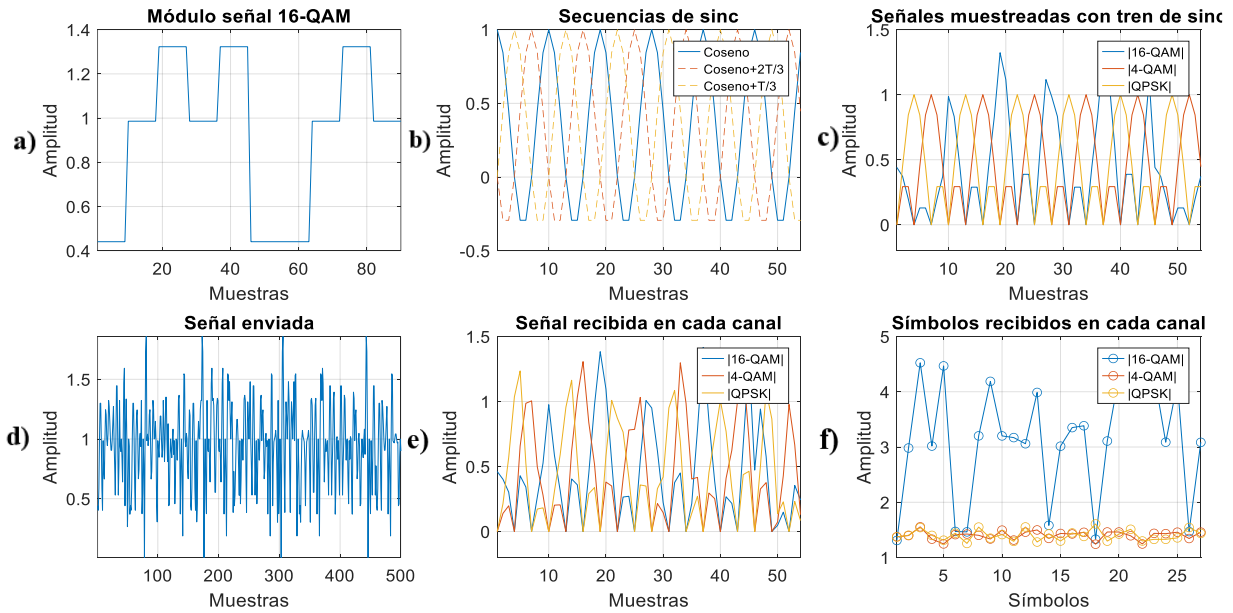 a)
Módulo señal 16-QAM
Amplitud
1.4
1.2
1
0.8
0.6
0.4
20 40 60 80
Muestras
b)
Secuencias de sinc
Amplitud
1
0.5
0
-0.5
10 20 30 40 50
Muestras
Coseno
Coseno+2T/3
Coseno+T/3
c)
Señales muestreadas con tren de sinc
Amplitud
1.5
1
0.5
0
10 20 30 40 50
Muestras
|16-QAM|
|4-QAM|
|QPSK|
d)
Señal enviada
Amplitud
1.5
1
0.5
100 200 300 400 500
Muestras
e)
Señal recibida en cada canal
Amplitud
1.5
1
0.5
0
10 20 30 40 50
Muestras
|16-QAM|
|4-QAM|
|QPSK|
f)
Símbolos recibidos en cada canal
Amplitud
5
4
3
2
1
5 10 15 20 25
Símbolos
|16-QAM|
|4-QAM|
|QPSK|